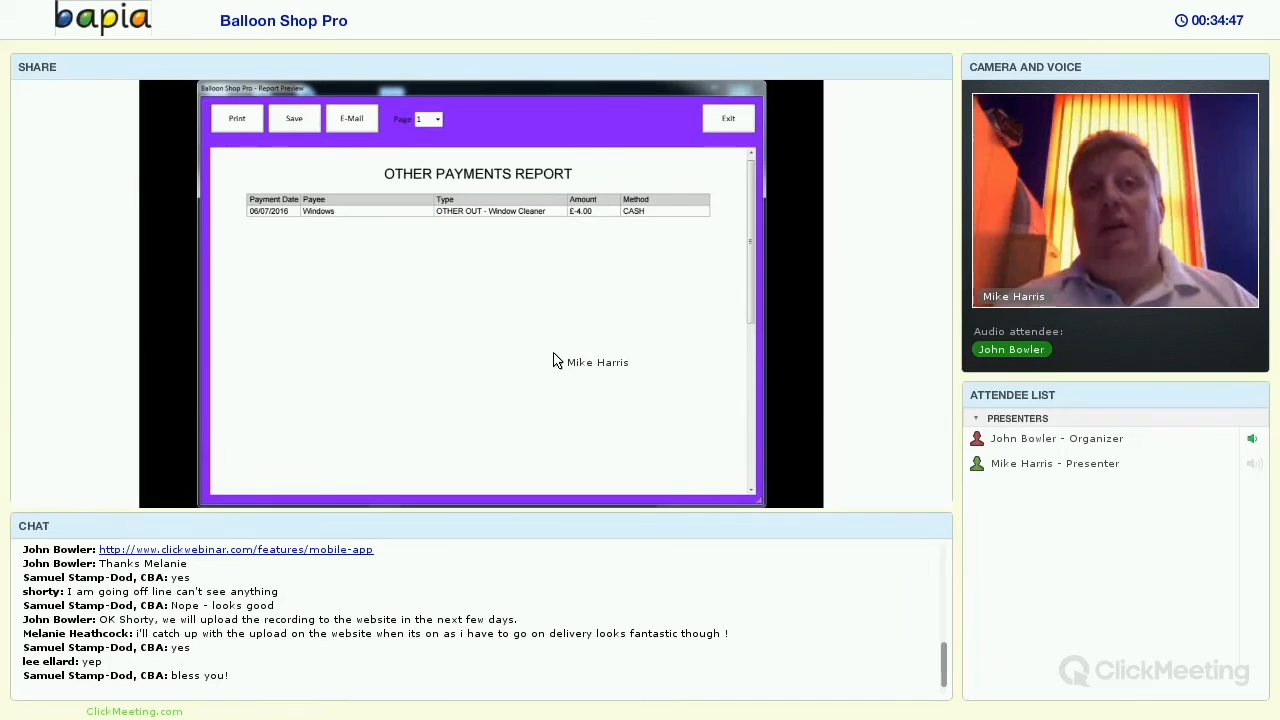 bapia
Balloon Shop Pro
00:34:47
SHARE
Balloon Shop Pro - Report Preview
Print
Save
E-Mail
Page
1
Exit
OTHER PAYMENTS REPORT
Payment Date Payee Type Amount Method
06/07/2016 Windows OTHER OUT - Window Cleaner £-4.00 CASH
Mike Harris
CAMERA AND VOICE
Mike Harris
Audio attendee:
John Bowler
ATTENDEE LIST
PRESENTERS
John Bowler - Organizer
Mike Harris - Presenter
CHAT
John Bowler: http://www.clickwebinar.com/features/mobile-app
John Bowler: Thanks Melanie
Samuel Stamp-Dod, CBA: yes
shorty: I am going off line can't see anything
Samuel Stamp-Dod, CBA: Nope - looks good
John Bowler: OK Shorty, we will upload the recording to the website in the next few days.
Melanie Heathcock: i'll catch up with the upload on the website when its on as i have to go on delivery looks fantastic though !
Samuel Stamp-Dod, CBA: yes
lee ellard: yep
Samuel Stamp-Dod, CBA: bless you!
ClickMeeting
ClickMeeting.com